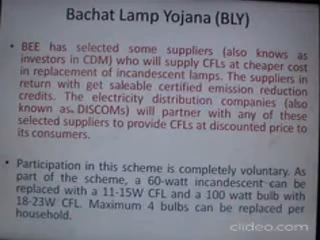 Bachat Lamp Yojana (BLY)
• BEE has selected some suppliers (also known as
investors in CDM) who will supply CFLs at cheaper cost
in replacement of incandescent lamps. The suppliers in
return with get saleable certified emission reduction
credits. The electricity distribution companies (also
known as DISCOMs) will partner with any of these
selected suppliers to provide CFLs at discounted price to
its consumers.
• Participation in this scheme is completely voluntary. As
part of the scheme, a 60-watt incandescent can be
replaced with a 11-15W CFL and a 100 watt bulb with
18-23W CFL. Maximum 4 bulbs can be replaced per
household.
clideo.com